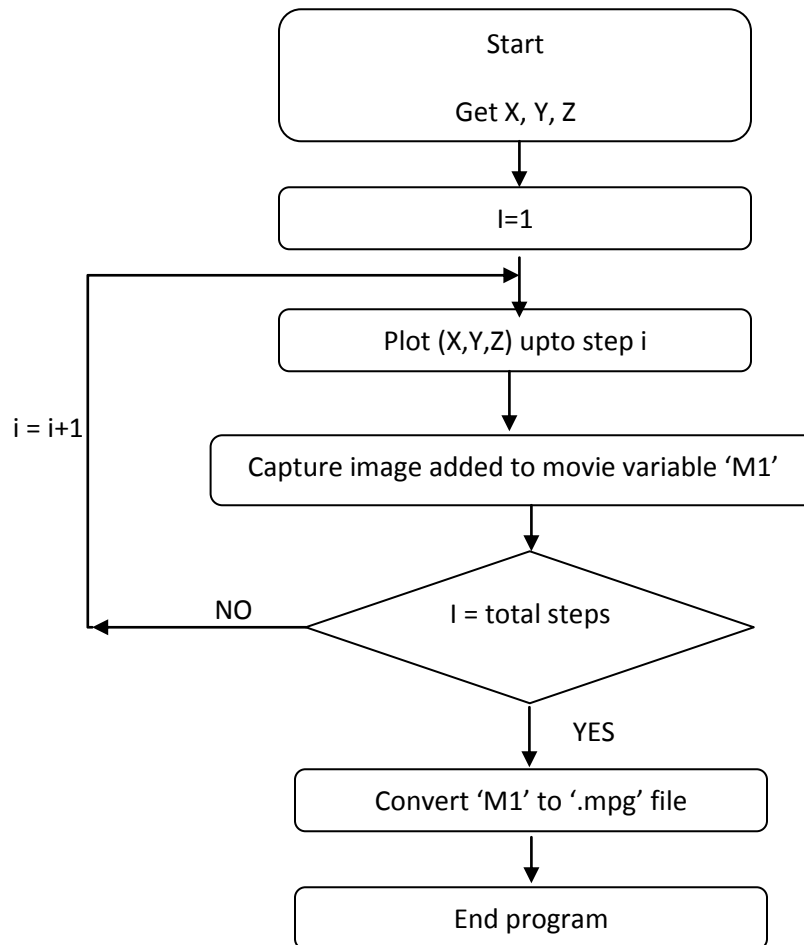 Start
Get X, Y, Z
I=1
Plot (X,Y,Z) upto step i
i = i+1
Capture image added to movie variable ‘M1’
NO
I = total steps
YES
Convert ‘M1’ to ‘.mpg’ file
End program